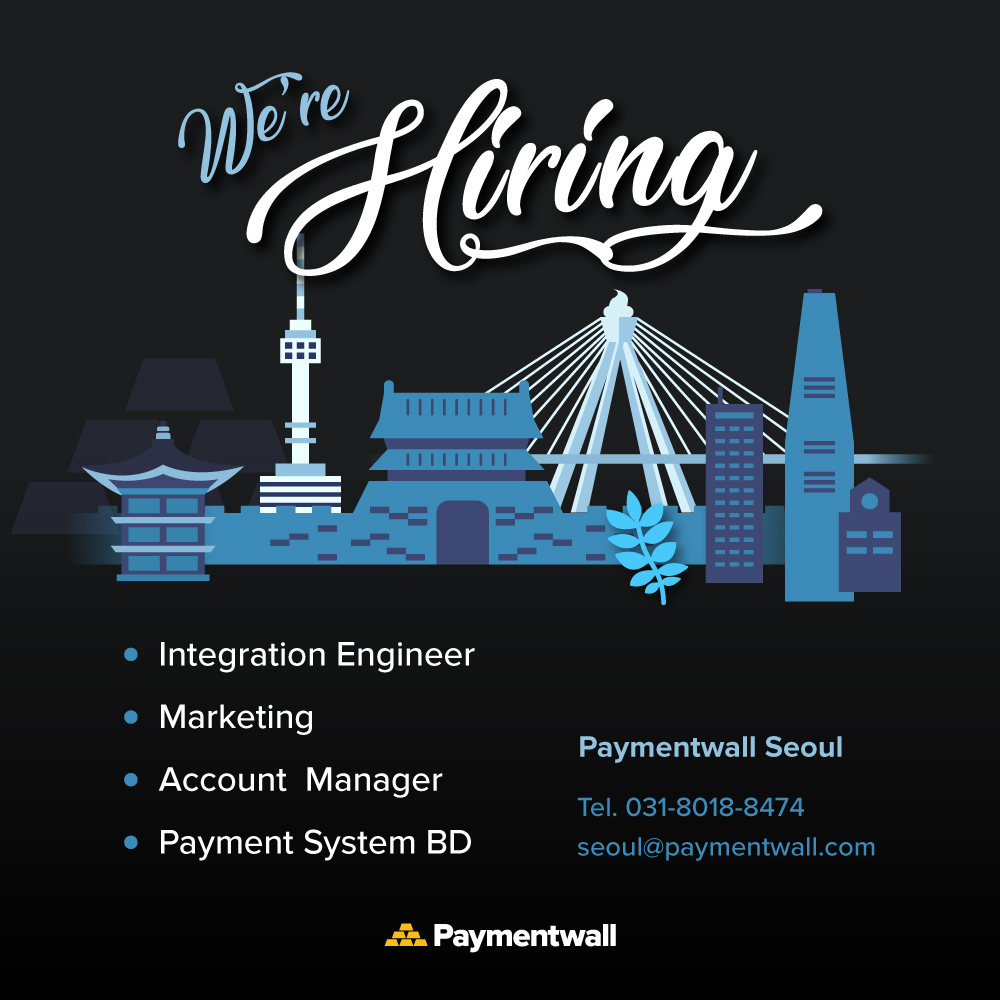 We're
Hiring
Integration Engineer
Marketing
Account Manager
Payment System BD
Paymentwall Seoul
Tel. 031-8018-8474
seoul@paymentwall.com
Paymentwall